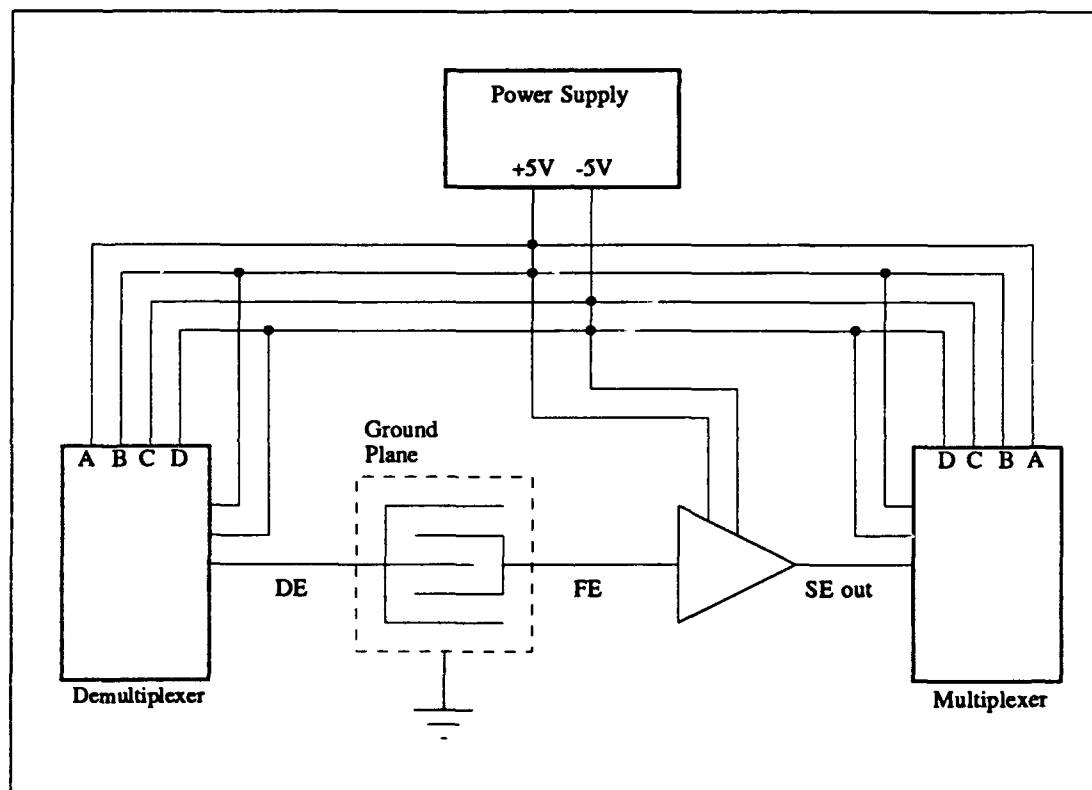 Power Supply
+5V -5V
A B C D
D C B A
Ground
Plane
DE
FE
SE out
Demultiplexer
Multiplexer